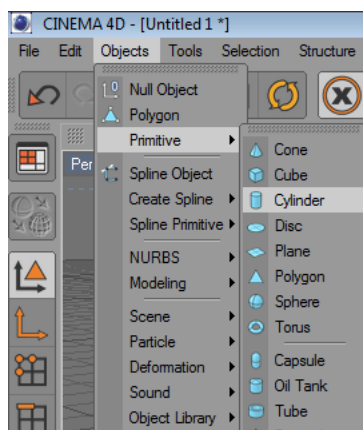 CINEMA 4D - [Untitled 1 *]
File Edit Objects Tools Selection Structure
Null Object
Polygon
Primitive
Spline Object
Create Spline
Spline Primitive
NURBS
Modeling
Scene
Particle
Deformation
Sound
Object Library
Cone
Cube
Cylinder
Disc
Plane
Polygon
Sphere
Torus
Capsule
Oil Tank
Tube
Per